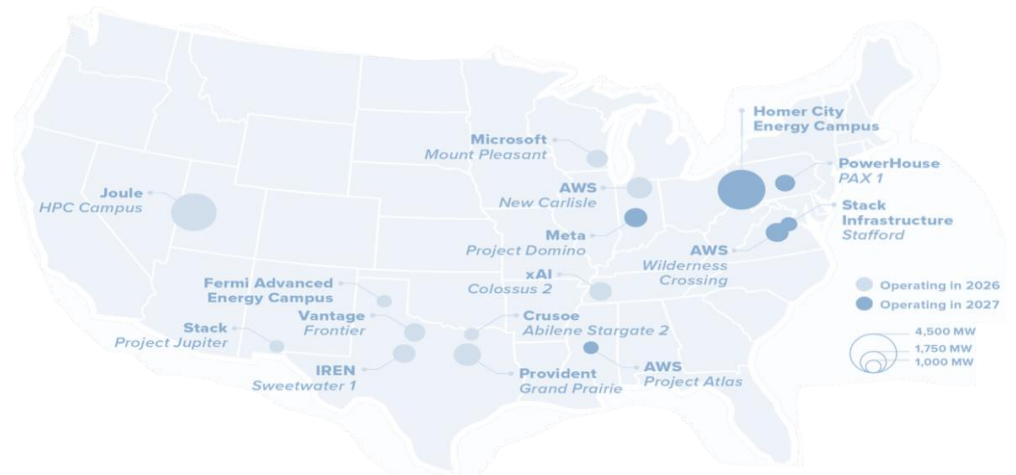 Homer City
Energy Campus
Microsoft
Mount Pleasant
PowerHouse
PAX 1
Joule
HPC Campus
AWS
New Carlisle
Stack
Infrastructure
Stafford
Meta
Project Domino
AWS
Wilderness
Crossing
xAI
Colossus 2
Fermi Advanced
Energy Campus
Vantage
Frontier
Crusoe
Abilene Stargate 2
Stack
Project Jupiter
IREN
Sweetwater 1
Provident
Grand Prairie
AWS
Project Atlas
Operating in 2026
Operating in 2027
4,500 MW
1,750 MW
1,000 MW